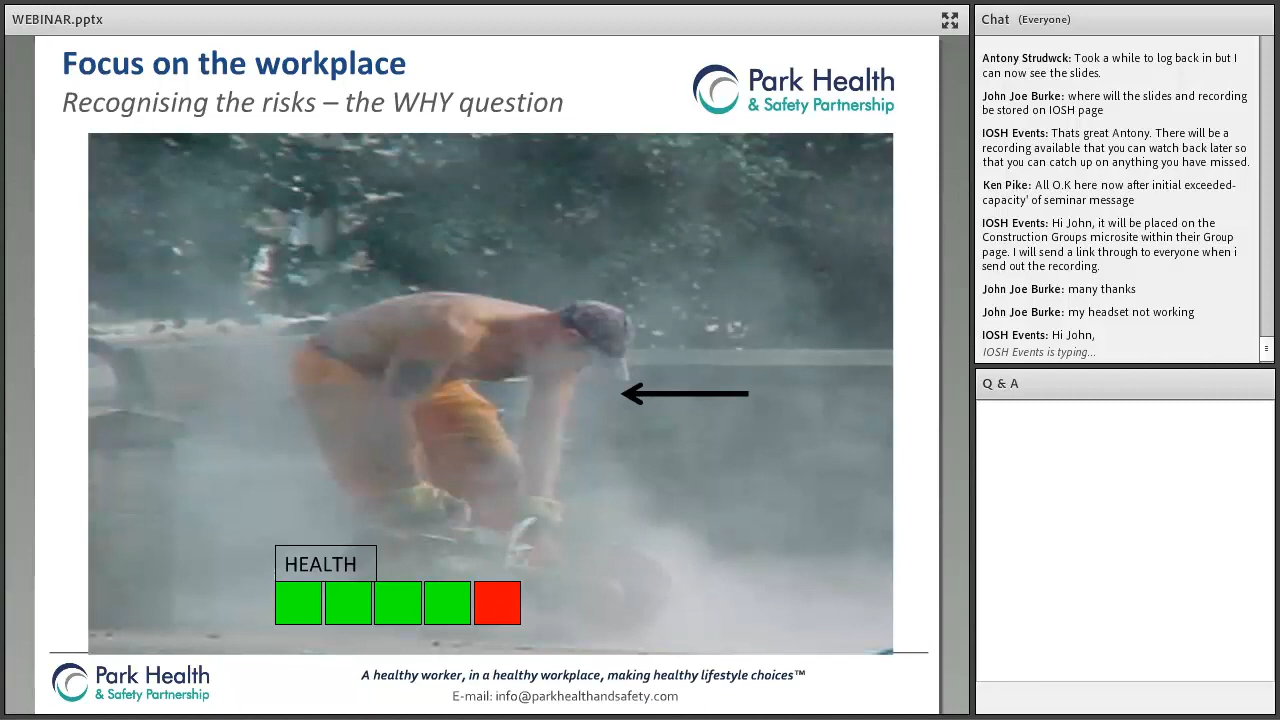 WEBINAR.pptx
Focus on the workplace
Recognising the risks – the WHY question
Park Health
& Safety Partnership
HEALTH
Park Health
& Safety Partnership
A healthy worker, in a healthy workplace, making healthy lifestyle choices™
E-mail: info@parkhealthandsafety.com
Chat (Everyone)
Antony Strudwck: Took a while to log back in but I
can now see the slides.
John Joe Burke: where will the slides and recording
be stored on IOSH page
IOSH Events: Thats great Antony. There will be a
recording available that you can watch back later so
that you can catch up on anything you have missed.
Ken Pike: All O.K here now after initial exceeded-
capacity' of seminar message
IOSH Events: Hi John, it will be placed on the
Construction Groups microsite within their Group
page. I will send a link through to everyone when i
send out the recording.
John Joe Burke: many thanks
John Joe Burke: my headset not working
IOSH Events: Hi John,
IOSH Events is typing...
Q & A